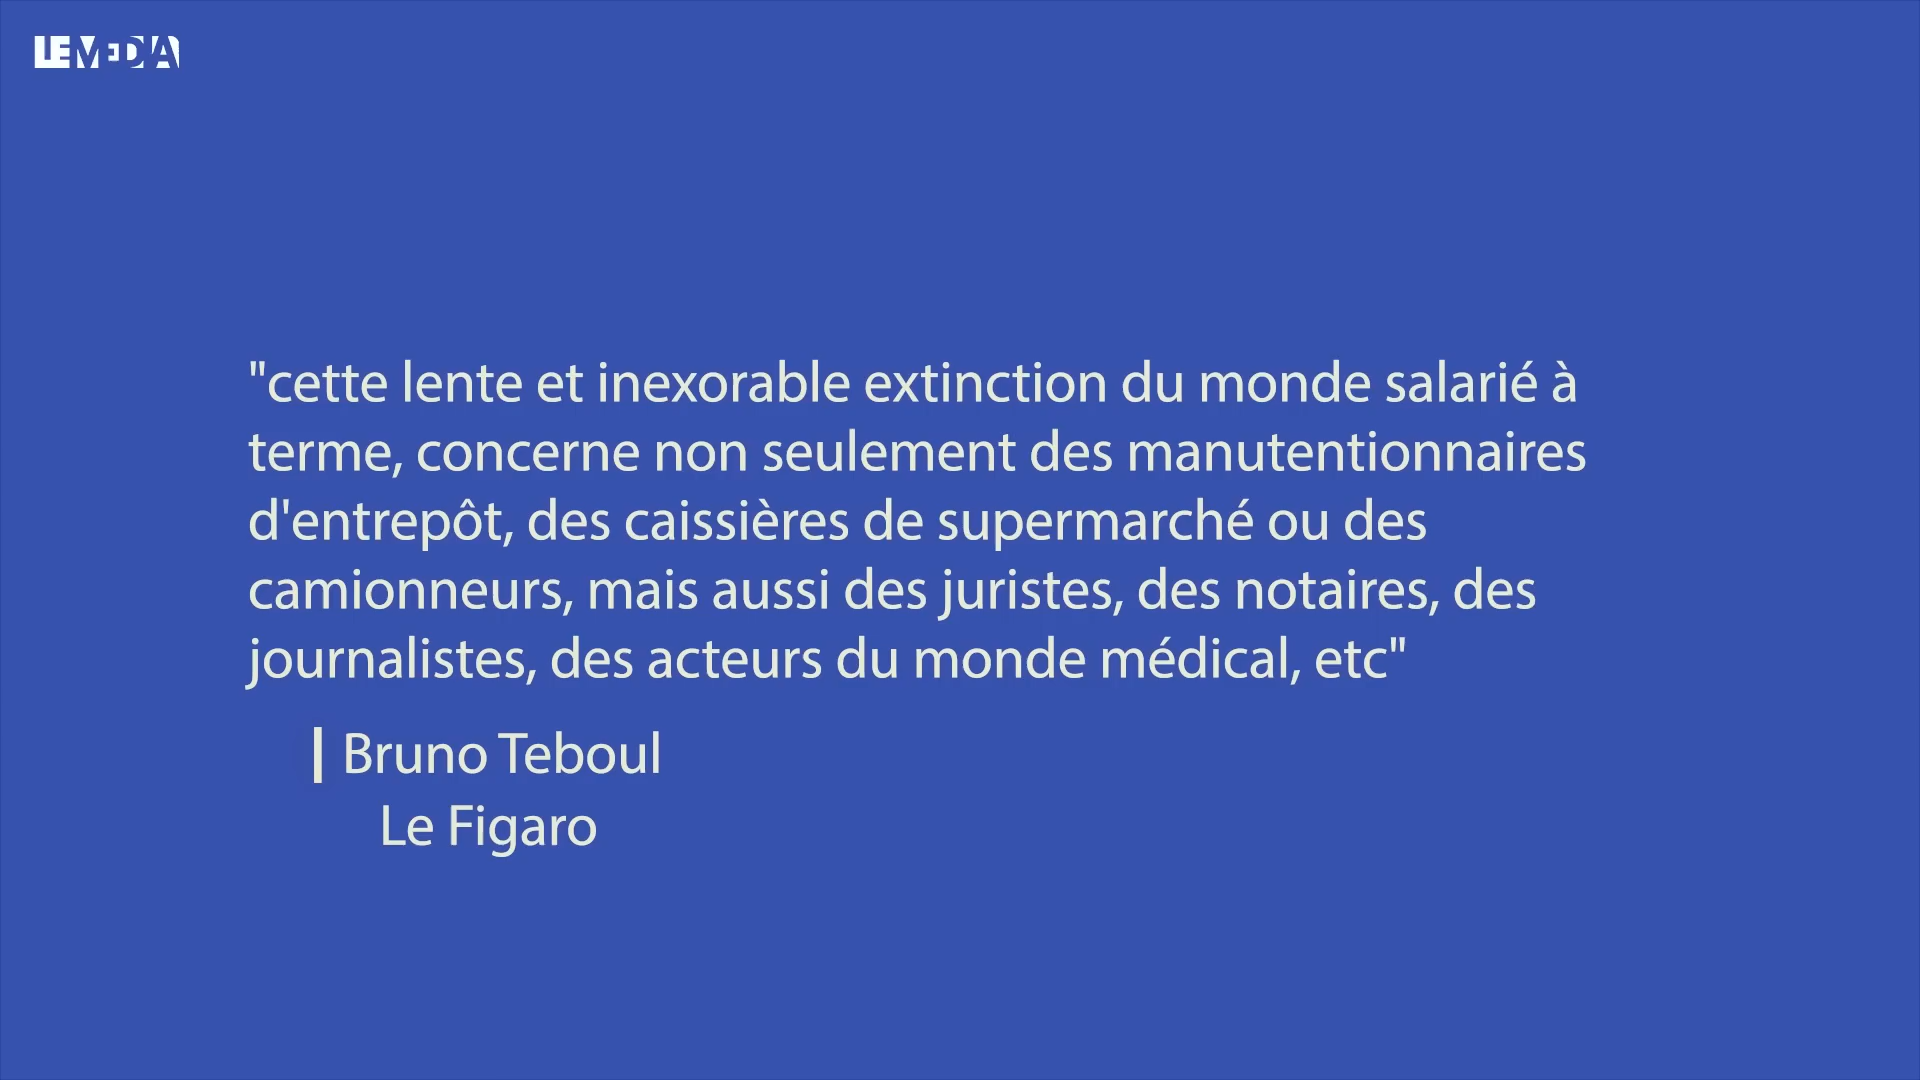 LEMEDIA
"cette lente et inexorable extinction du monde salarié à
terme, concerne non seulement des manutentionnaires
d'entrepôt, des caissières de supermarché ou des
camionneurs, mais aussi des juristes, des notaires, des
journalistes, des acteurs du monde médical, etc"
Bruno Teboul
Le Figaro